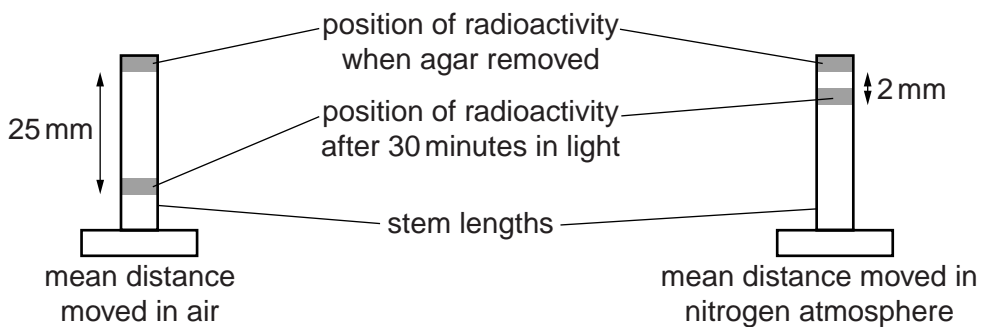 position of radioactivity
when agar removed
25 mm
2 mm
position of radioactivity
after 30 minutes in light
stem lengths
mean distance
moved in air
mean distance moved in
nitrogen atmosphere